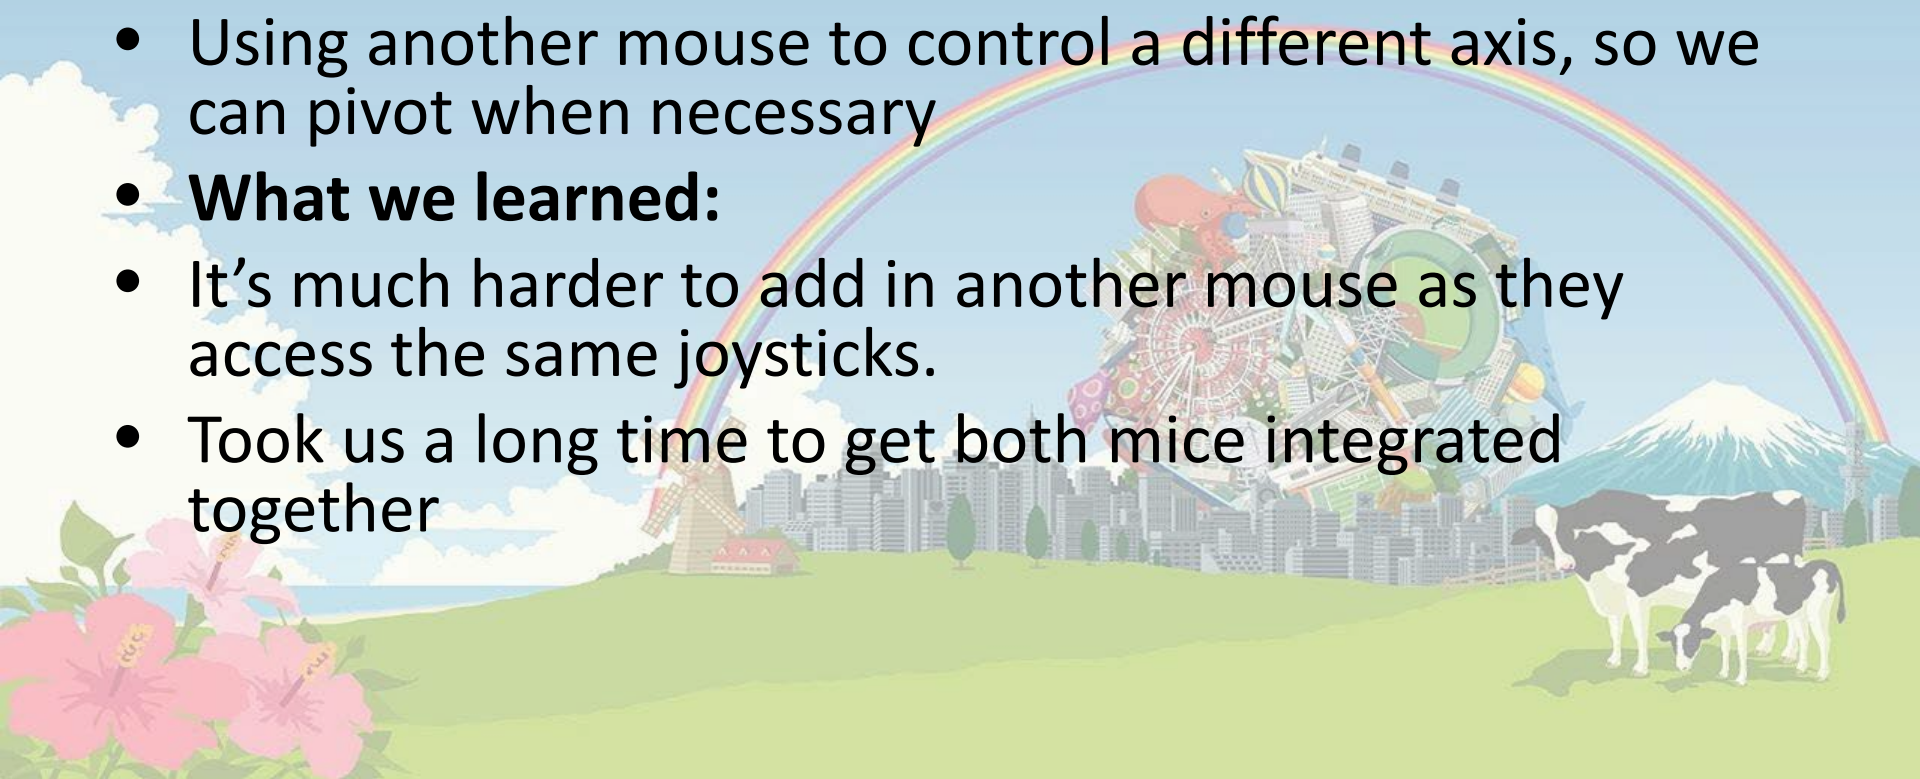 • Using another mouse to control a different axis, so we
can pivot when necessary
• What we learned:
• It’s much harder to add in another mouse as they
access the same joysticks.
• Took us a long time to get both mice integrated
together